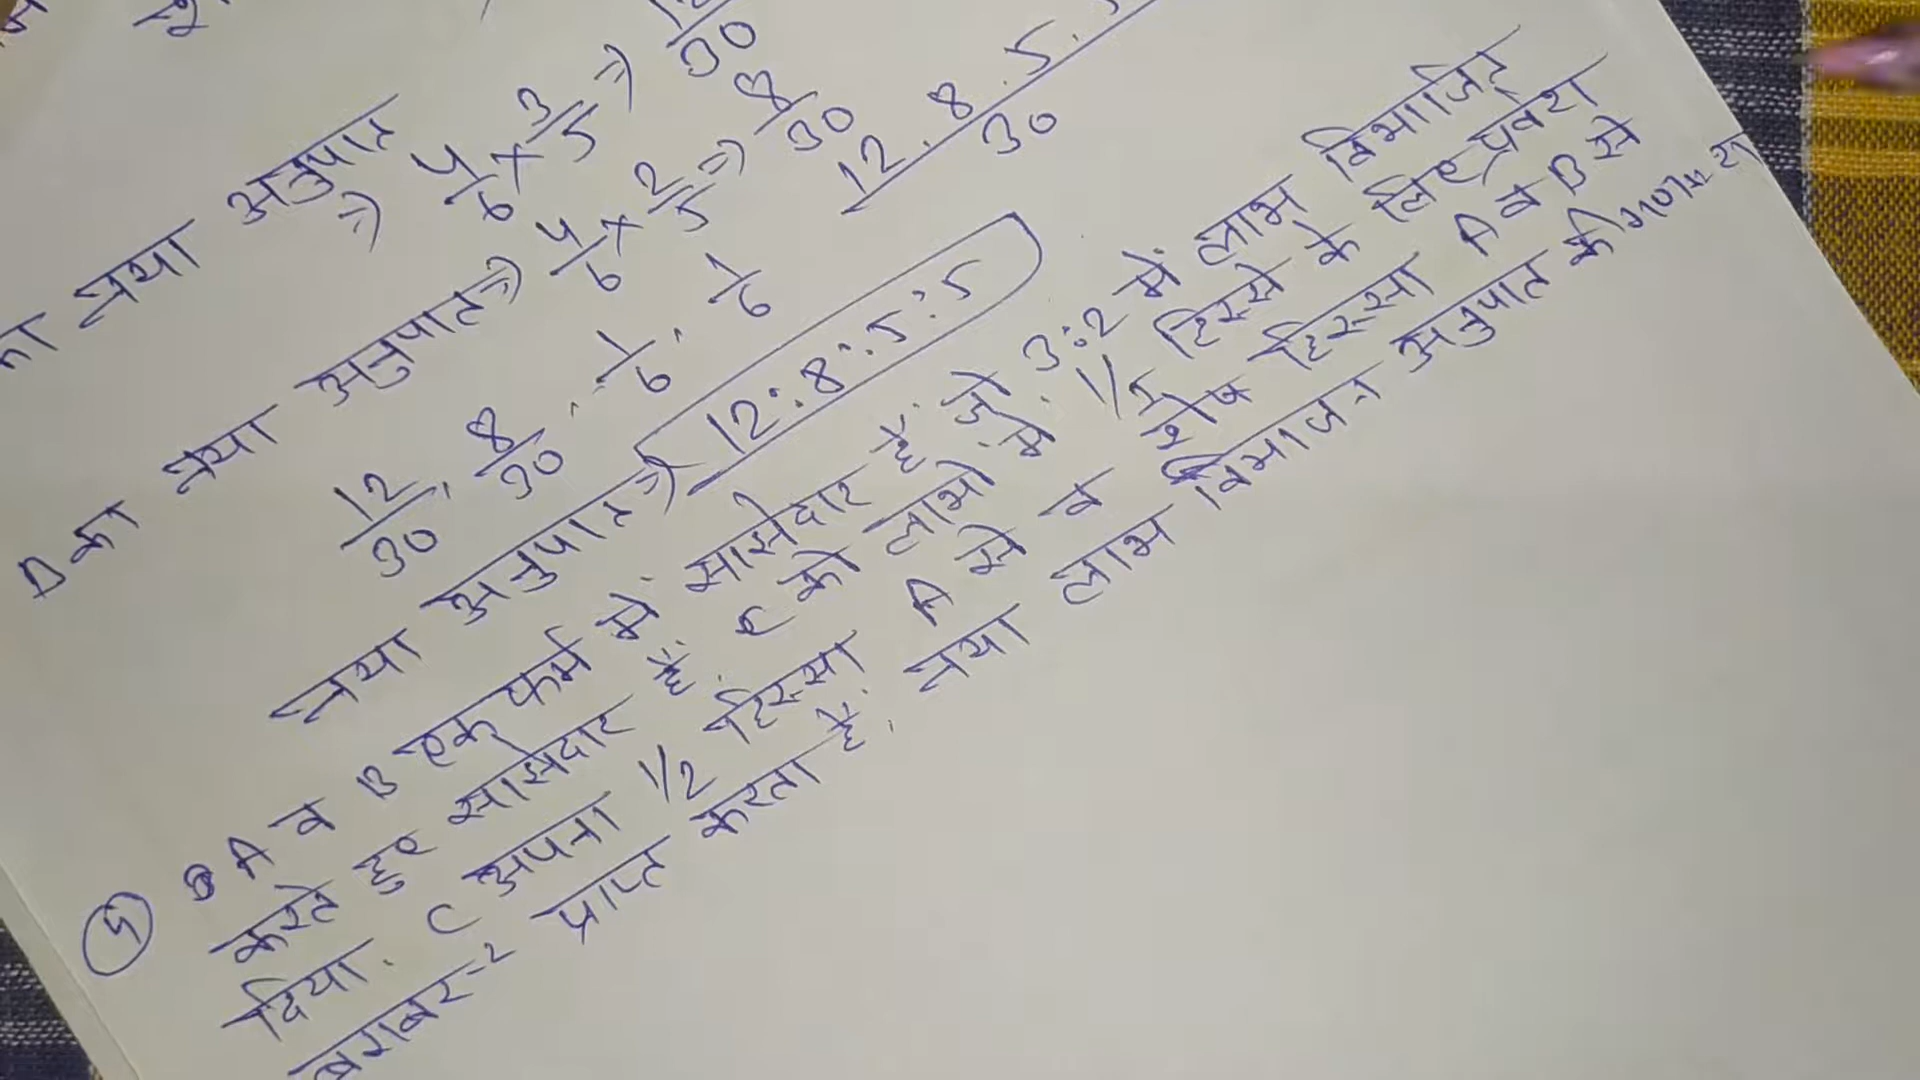 का नया अनुपात
=) 4/6 × 3/5 =) 12/30
D का नया अनुपात =) 4/6 × 2/5 =) 8/30
12/30, 8/30, 1/6, 1/6
12. 8. 5. / 30
नया अनुपात =) 12:8:5:5
(5) A व B एक फर्म में साझेदार है. जो कि 3:2 में लाभ विभाजित
करते हुए साझेदार है. C को लाभो में 1/5 हिस्से के लिए प्रवेश
दिया. C अपना 1/2 हिस्सा A से व शेष हिस्सा A व B से
बराबर-2 प्राप्त करता है. नया लाभ विभाजन अनुपात की गणना